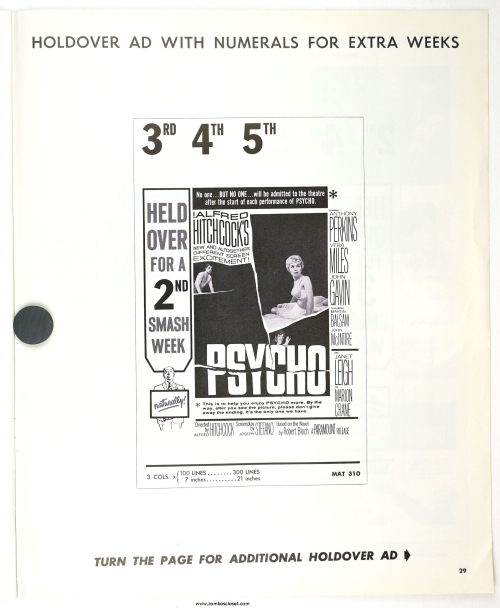 HOLDOVER AD WITH NUMERALS FOR EXTRA WEEKS
3RD 4TH 5TH
No one...BUT NO ONE...will be admitted to the theatre
after the start of each performance of PSYCHO.
*
HELD
OVER
FOR A
2ND
SMASH
WEEK
naturally!
ALFRED
HITCHCOCK'S
NEW AND ALTOGETHER
DIFFERENT SCREEN
EXCITEMENT!
ANTHONY
PERKINS
VERA
MILES
JOHN
GAVIN
MARTIN
BALSAM
JOHN
McINTIRE
JANET
LEIGH
MARION
CRANE
PSYCHO
* This is to help you enjoy PSYCHO more. By the
way, after you see the picture, please don't give
away the ending, it's the only one we have.
Directed by ALFRED HITCHCOCK Screenplay by JOSEPH STEFANO Based on the Novel by Robert Bloch A PARAMOUNT RELEASE
3 COLS. x 100 LINES........300 LINES
7 inches..........21 inches
MAT 310
TURN THE PAGE FOR ADDITIONAL HOLDOVER AD
29
www.zomboscloset.com